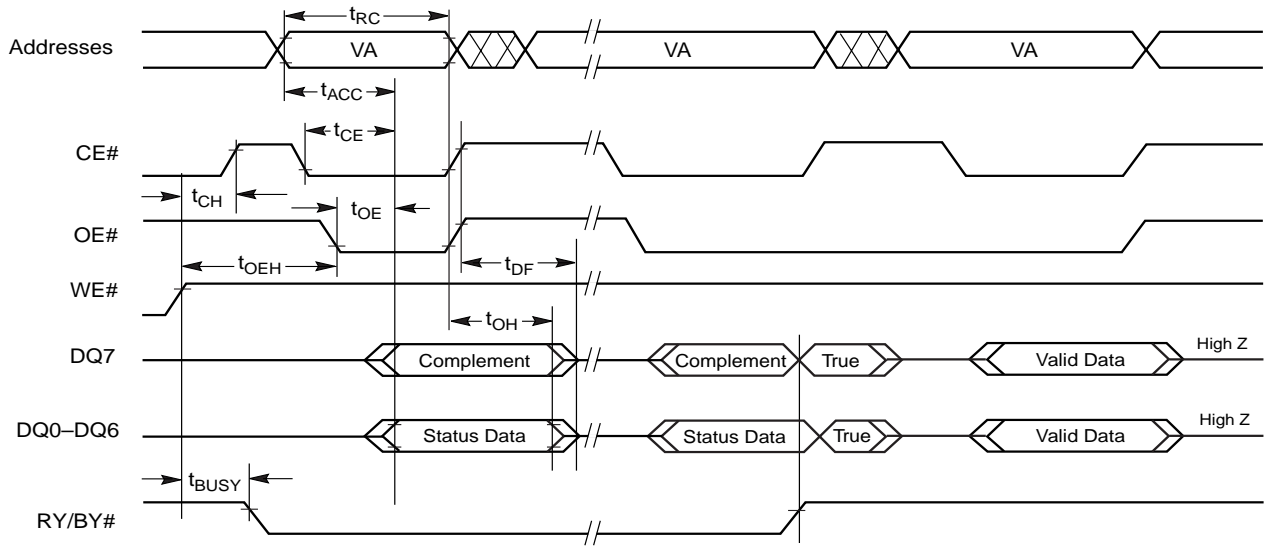 tRC
Addresses VA VA VA
tACC
tCE
CE#
tCH
tOE
OE#
tOEH tDF
WE#
tOH
DQ7 Complement Complement True Valid Data High Z
DQ0–DQ6 Status Data Status Data True Valid Data High Z
tBUSY
RY/BY#